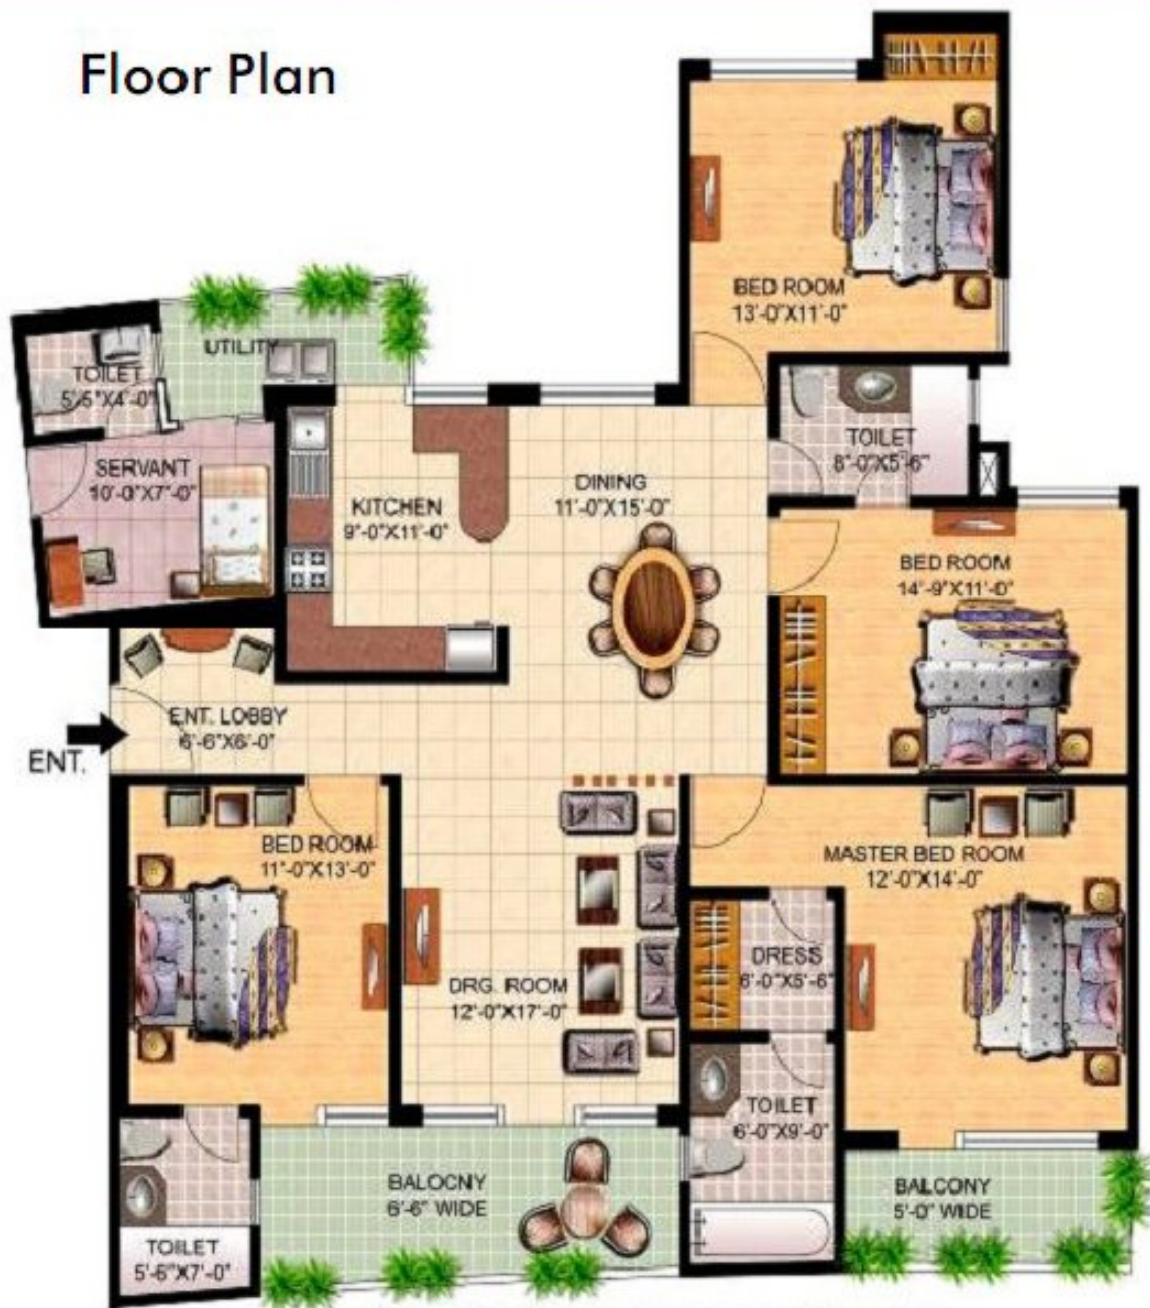 Floor Plan
BED ROOM
13'-0"X11'-0"
UTILITY
TOILET
5'-5"X4'-0"
TOILET
8'-0"X5'-6"
SERVANT
10'-0"X7'-0"
KITCHEN
9'-0"X11'-0"
DINING
11'-0"X15'-0"
BED ROOM
14'-9"X11'-0"
ENT. LOBBY
6'-6"X6'-0"
ENT.
BED ROOM
11'-0"X13'-0"
MASTER BED ROOM
12'-0"X14'-0"
DRG. ROOM
12'-0"X17'-0"
DRESS
6'-0"X5'-6"
TOILET
6'-0"X9'-0"
BALOCNIY
6'-6" WIDE
BALCONY
5'-0" WIDE
TOILET
5'-6"X7'-0"